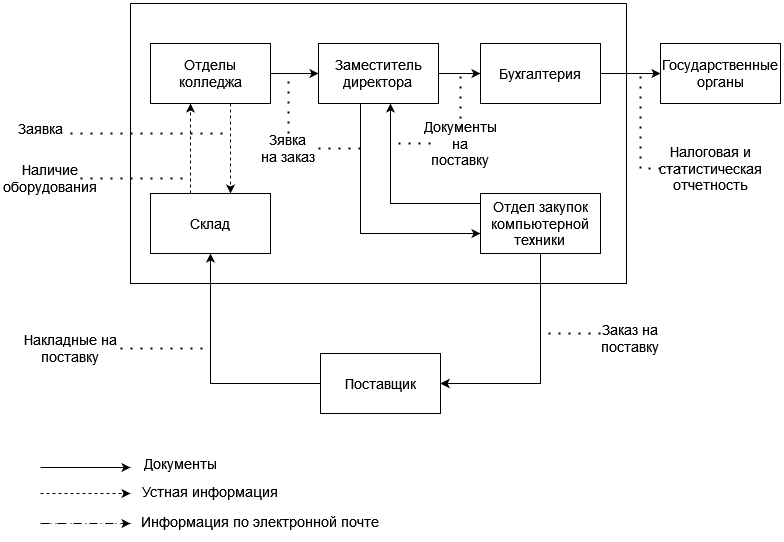 Отделы
колледжа
Заместитель
директора
Бухгалтерия
Государственные
органы
Заявка
Зявка
на заказ
Документы
на
поставку
Налоговая и
статистическая
отчетность
Наличие
оборудования
Склад
Отдел закупок
компьютерной
техники
Накладные на
поставку
Заказ на
поставку
Поставщик
Документы
Устная информация
Информация по электронной почте